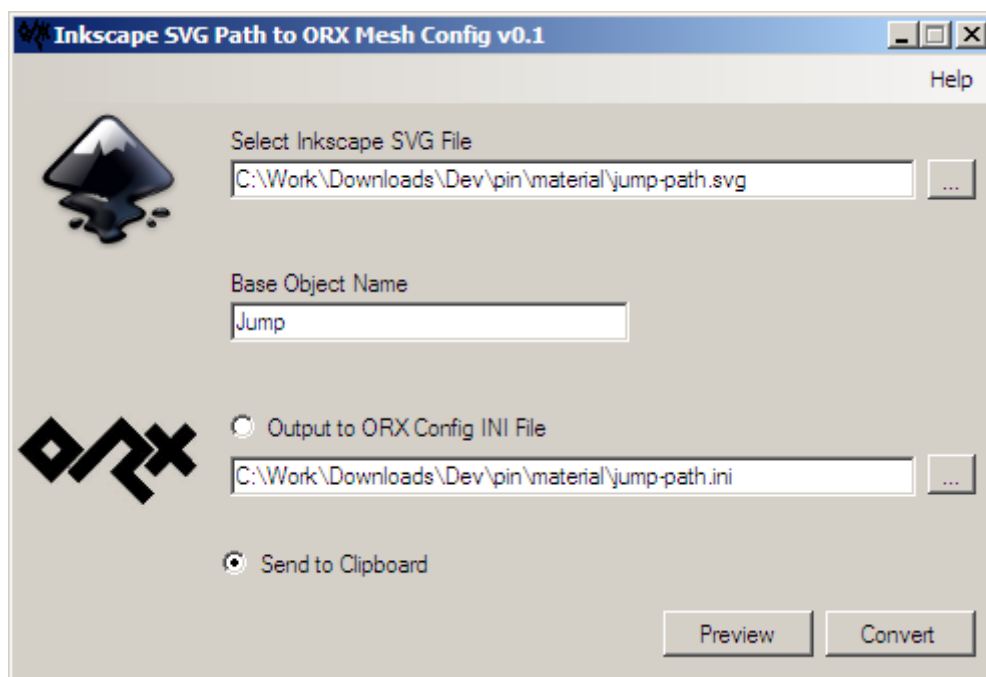 Inkscape SVG Path to ORX Mesh Config v0.1
Help
Select Inkscape SVG File
C:\Work\Downloads\Dev\pin\material\jump-path.svg
...
Base Object Name
Jump
orx
Output to ORX Config INI File
C:\Work\Downloads\Dev\pin\material\jump-path.ini
...
Send to Clipboard
Preview Convert